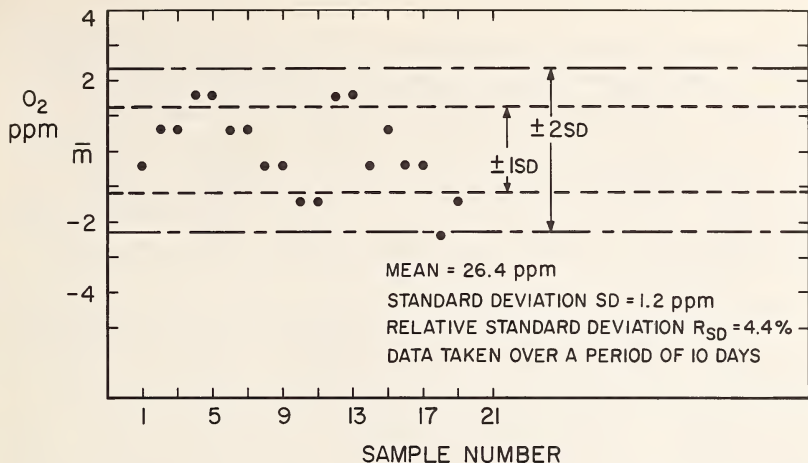 4
2
O₂
ppm
m̄
-2
-4
±2SD
±1SD
MEAN = 26.4 ppm
STANDARD DEVIATION SD = 1.2 ppm
RELATIVE STANDARD DEVIATION RSD = 4.4%
DATA TAKEN OVER A PERIOD OF 10 DAYS
1 5 9 13 17 21
SAMPLE NUMBER